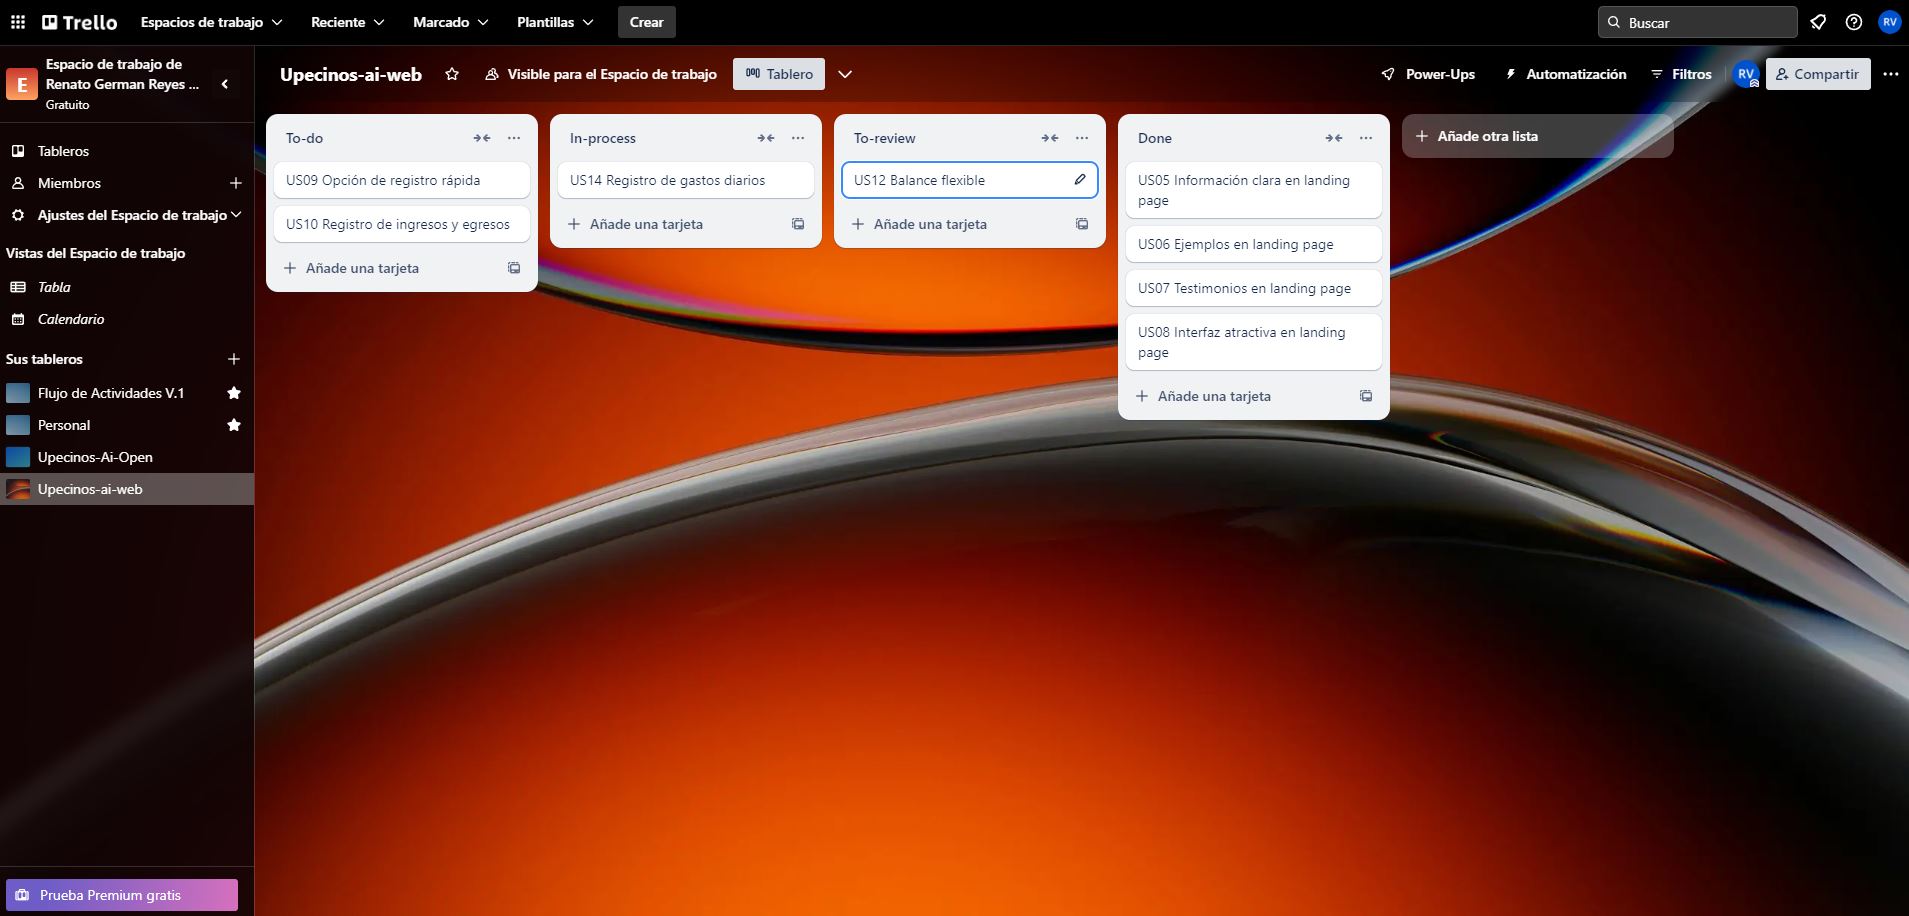 Trello
Espacios de trabajo
Reciente
Marcado
Plantillas
Crear
Buscar
RV
E
Espacio de trabajo de
Renato German Reyes ...
Gratuito
Tableros
Miembros
Ajustes del Espacio de trabajo
Vistas del Espacio de trabajo
Tabla
Calendario
Sus tableros
Flujo de Actividades V.1
Personal
Upecinos-Ai-Open
Upecinos-ai-web
Prueba Premium gratis
Upecinos-ai-web
Visible para el Espacio de trabajo
Tablero
Power-Ups
Automatización
Filtros
RV
Compartir
To-do
US09 Opción de registro rápida
US10 Registro de ingresos y egresos
Añade una tarjeta
In-process
US14 Registro de gastos diarios
Añade una tarjeta
To-review
US12 Balance flexible
Añade una tarjeta
Done
US05 Información clara en landing
page
US06 Ejemplos en landing page
US07 Testimonios en landing page
US08 Interfaz atractiva en landing
page
Añade una tarjeta
Añade otra lista